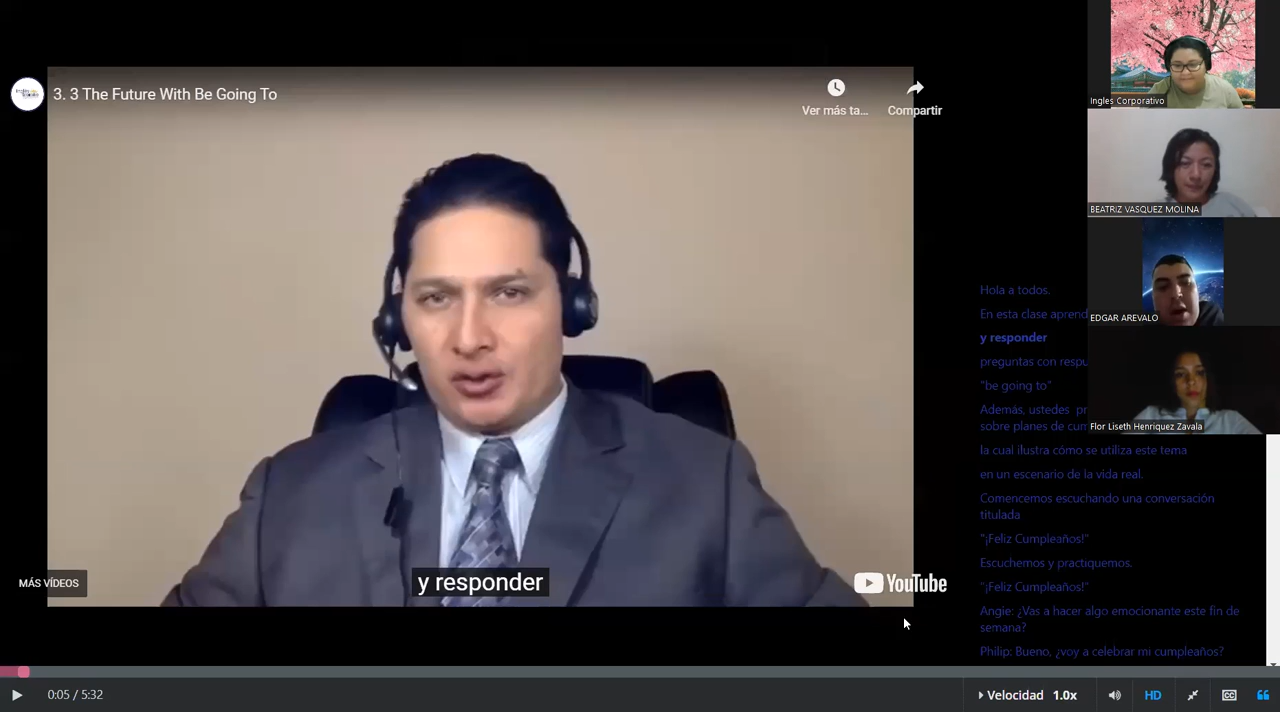 3. 3 The Future With Be Going To
Ver más ta...
Compartir
y responder
MÁS VÍDEOS
YouTube
Hola a todos.
En esta clase aprend
y responder
preguntas con respu
"be going to"
Además, ustedes pr
sobre planes de cum
la cual ilustra cómo se utiliza este tema
en un escenario de la vida real.
Comencemos escuchando una conversación
titulada
"¡Feliz Cumpleaños!"
Escuchemos y practiquemos.
"¡Feliz Cumpleaños!"
Angie: ¿Vas a hacer algo emocionante este fin de
semana?
Philip: Bueno, ¿voy a celebrar mi cumpleaños?
Ingles Corporativo
BEATRIZ VASQUEZ MOLINA
EDGAR AREVALO
Flor Liseth Henriquez Zavala
0:05 / 5:32
Velocidad 1.0x
HD
CC